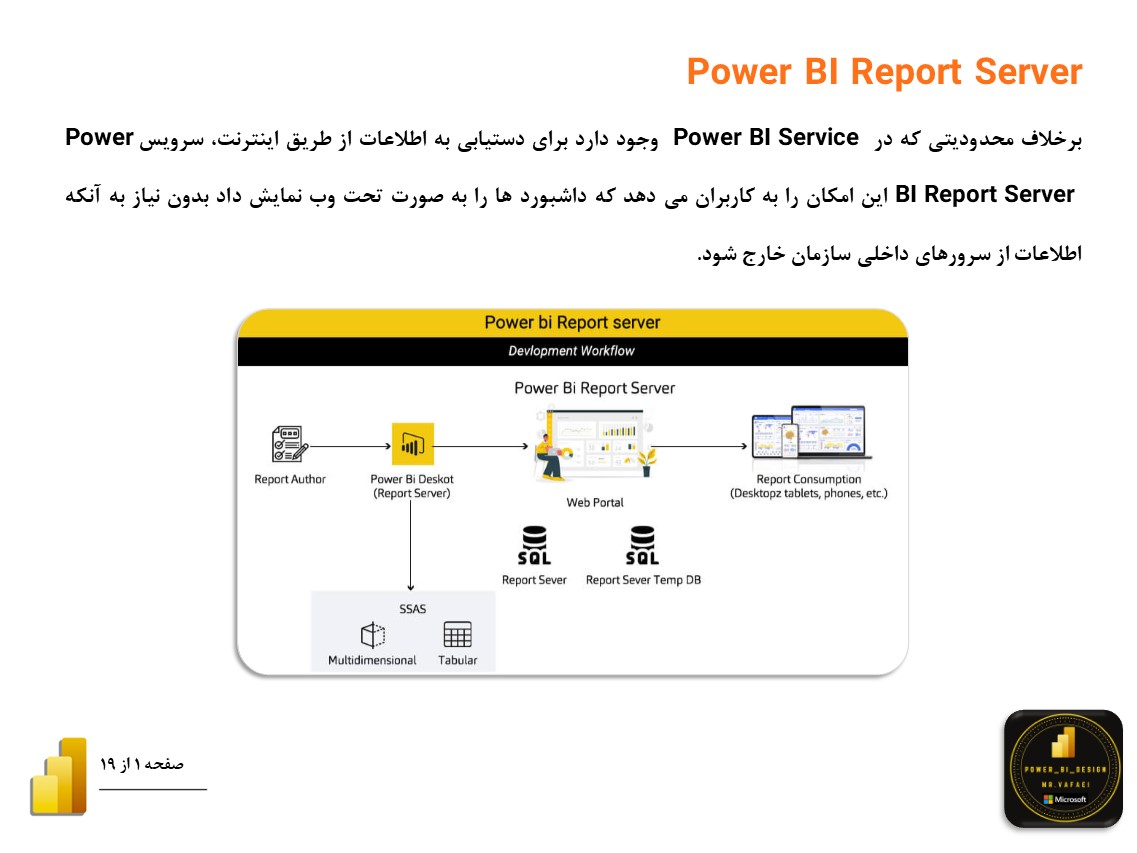 Power BI Report Server
برخلاف محدودیتی که در Power BI Service وجود دارد برای دستیابی به اطلاعات از طریق اینترنت، سرویس Power
BI Report Server این امکان را به کاربران می دهد که داشبورد ها را به صورت تحت وب نمایش داد بدون نیاز به آنکه
اطلاعات از سرورهای داخلی سازمان خارج شود.
Power bi Report server
Devlopment Workflow
Power Bi Report Server
Report Author
Power Bi Deskot
(Report Server)
Web Portal
Report Consumption
(Desktopz tablets, phones, etc.)
SQL
SQL
Report Sever
Report Sever Temp DB
SSAS
Multidimensional
Tabular
صفحه ۱ از ۱۹
POWER_BI_DESIGN
MR.VAFAEI
Microsoft